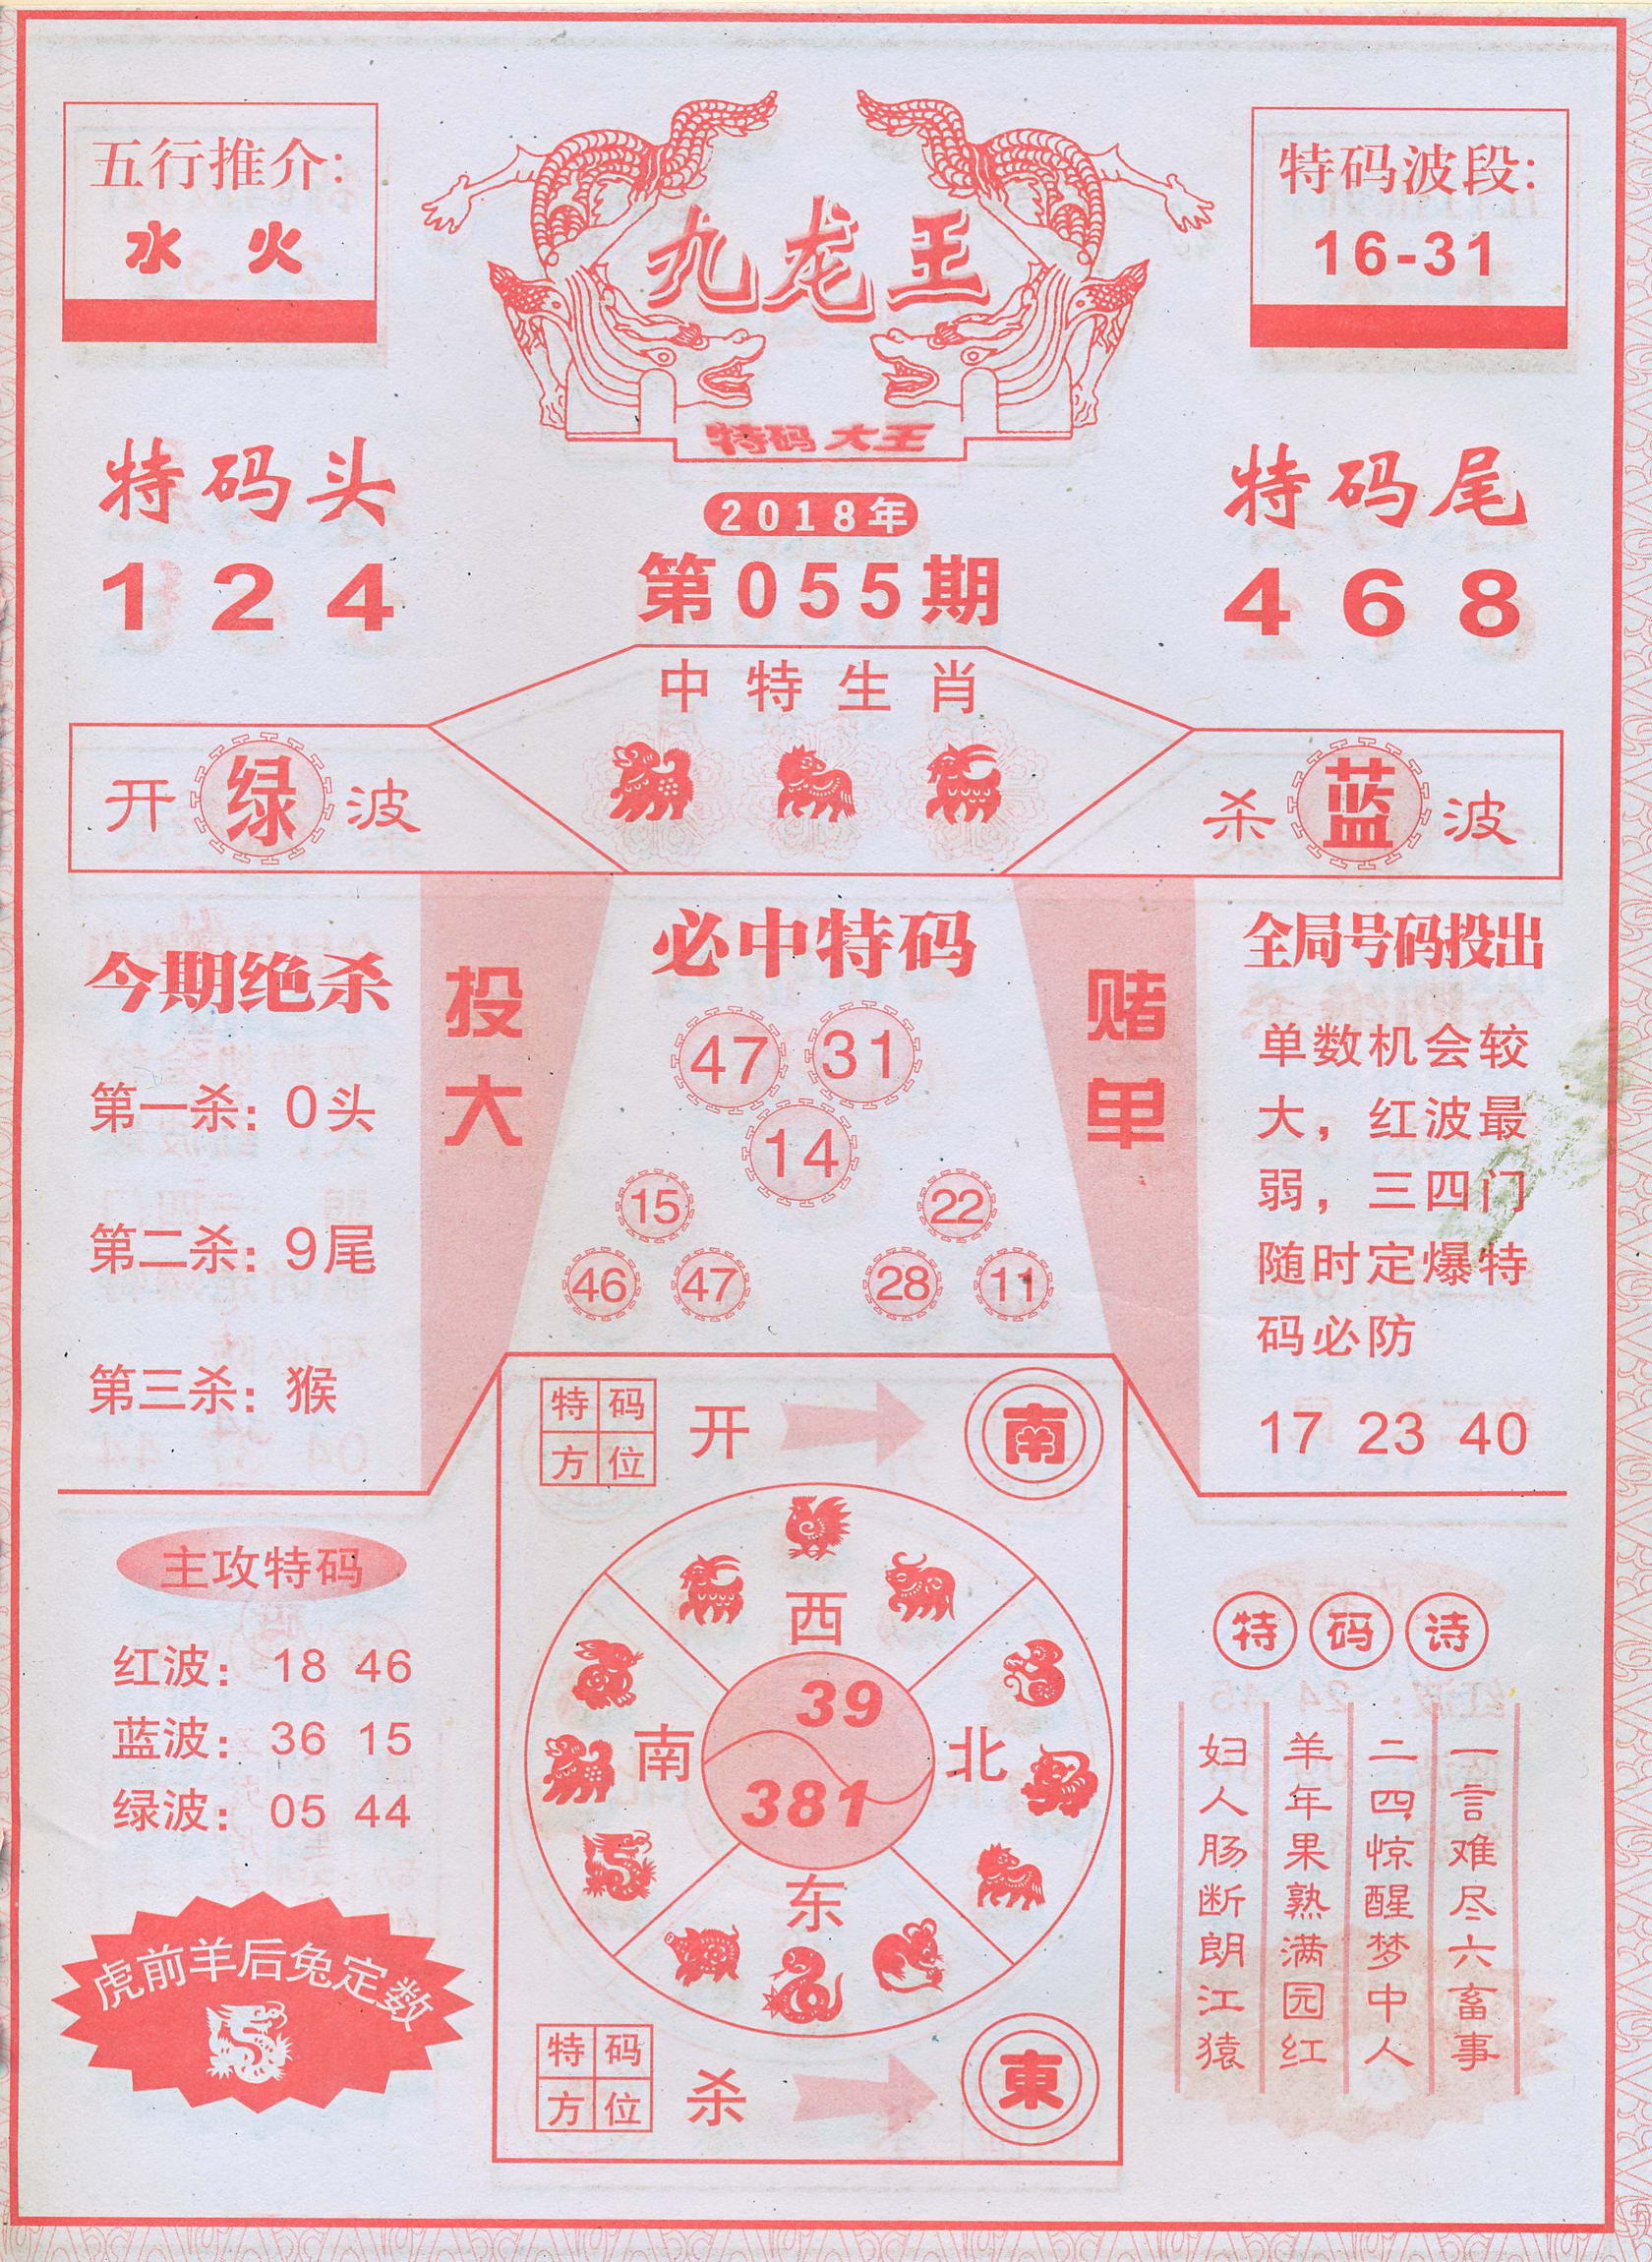 五行推介:
水 火
九龙王
特码大王
特码波段:
16-31
特码头
1 2 4
2018年
第055期
特码尾
4 6 8
中特生肖
开绿波
杀蓝波
今期绝杀
第一杀: 0头
第二杀: 9尾
第三杀: 猴
投大
必中特码
47 31
14
15
46 47
22
28 11
赌单
全局号码投出
单数机会较
大，红波最
弱，三四门
随时定爆特
码必防
17 23 40
特码方位
开
南
主攻特码
红波: 18 46
蓝波: 36 15
绿波: 05 44
虎前羊后兔定数
西
南
北
东
39
381
特码方位
杀
東
特码诗
一言难尽六畜事
二四,惊醒梦中人
羊年果熟满园红
妇人肠断朗江猿